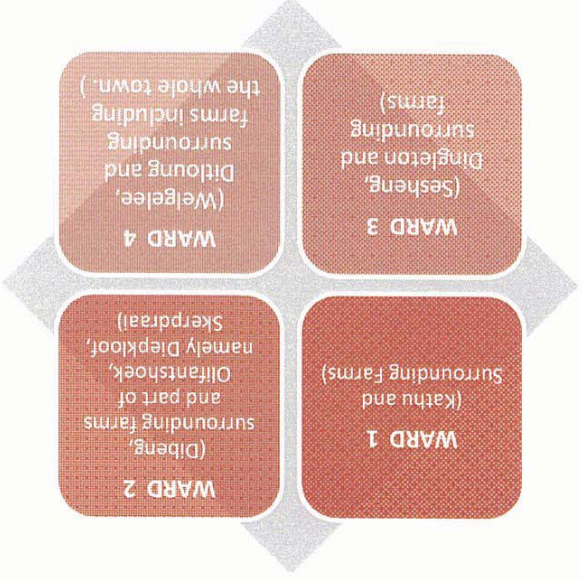 WARD 1
(Kathu and
Surrounding Farms)
WARD 2
(Dibeng,
surrounding farms
and part of
Olifantshoek,
namely Diepkloof,
Skerpdraai)
WARD 3
(Sesheng,
Dingleton and
surrounding
farms)
WARD 4
(Welgelee,
Ditloung and
surrounding
farms including
the whole town.)